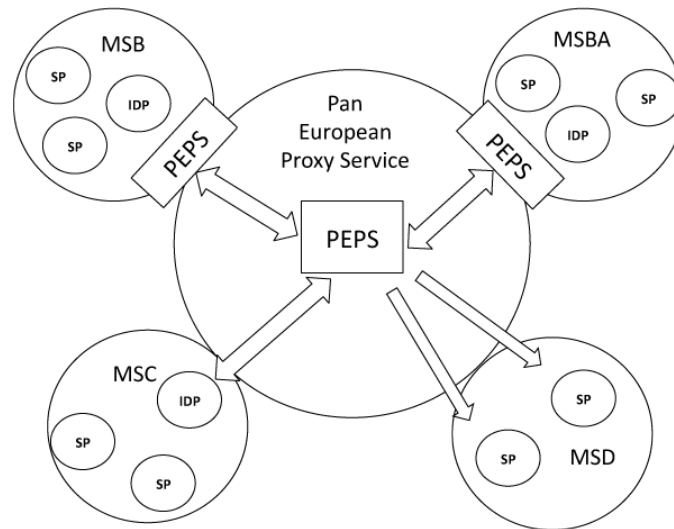 MSB
SP
IDP
SP
PEPS
MSBA
SP
SP
IDP
PEPS
Pan
European
Proxy Service
PEPS
MSC
IDP
SP
SP
SP
SP
MSD